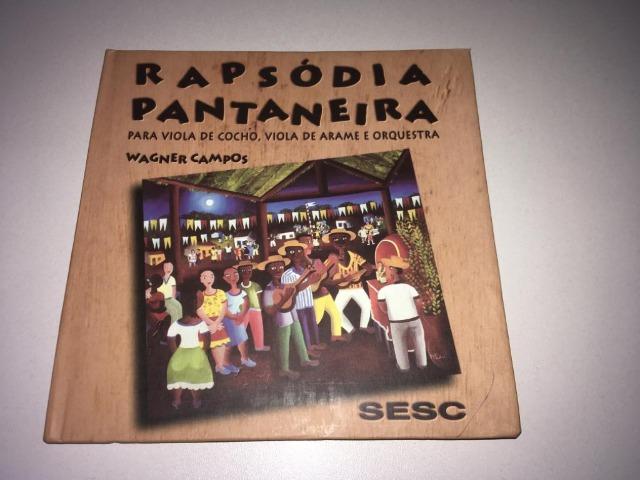 RAPSÓDIA
PANTANEIRA
PARA VIOLA DE COCHO, VIOLA DE ARAME E ORQUESTRA
WAGNER CAMPOS
SESC